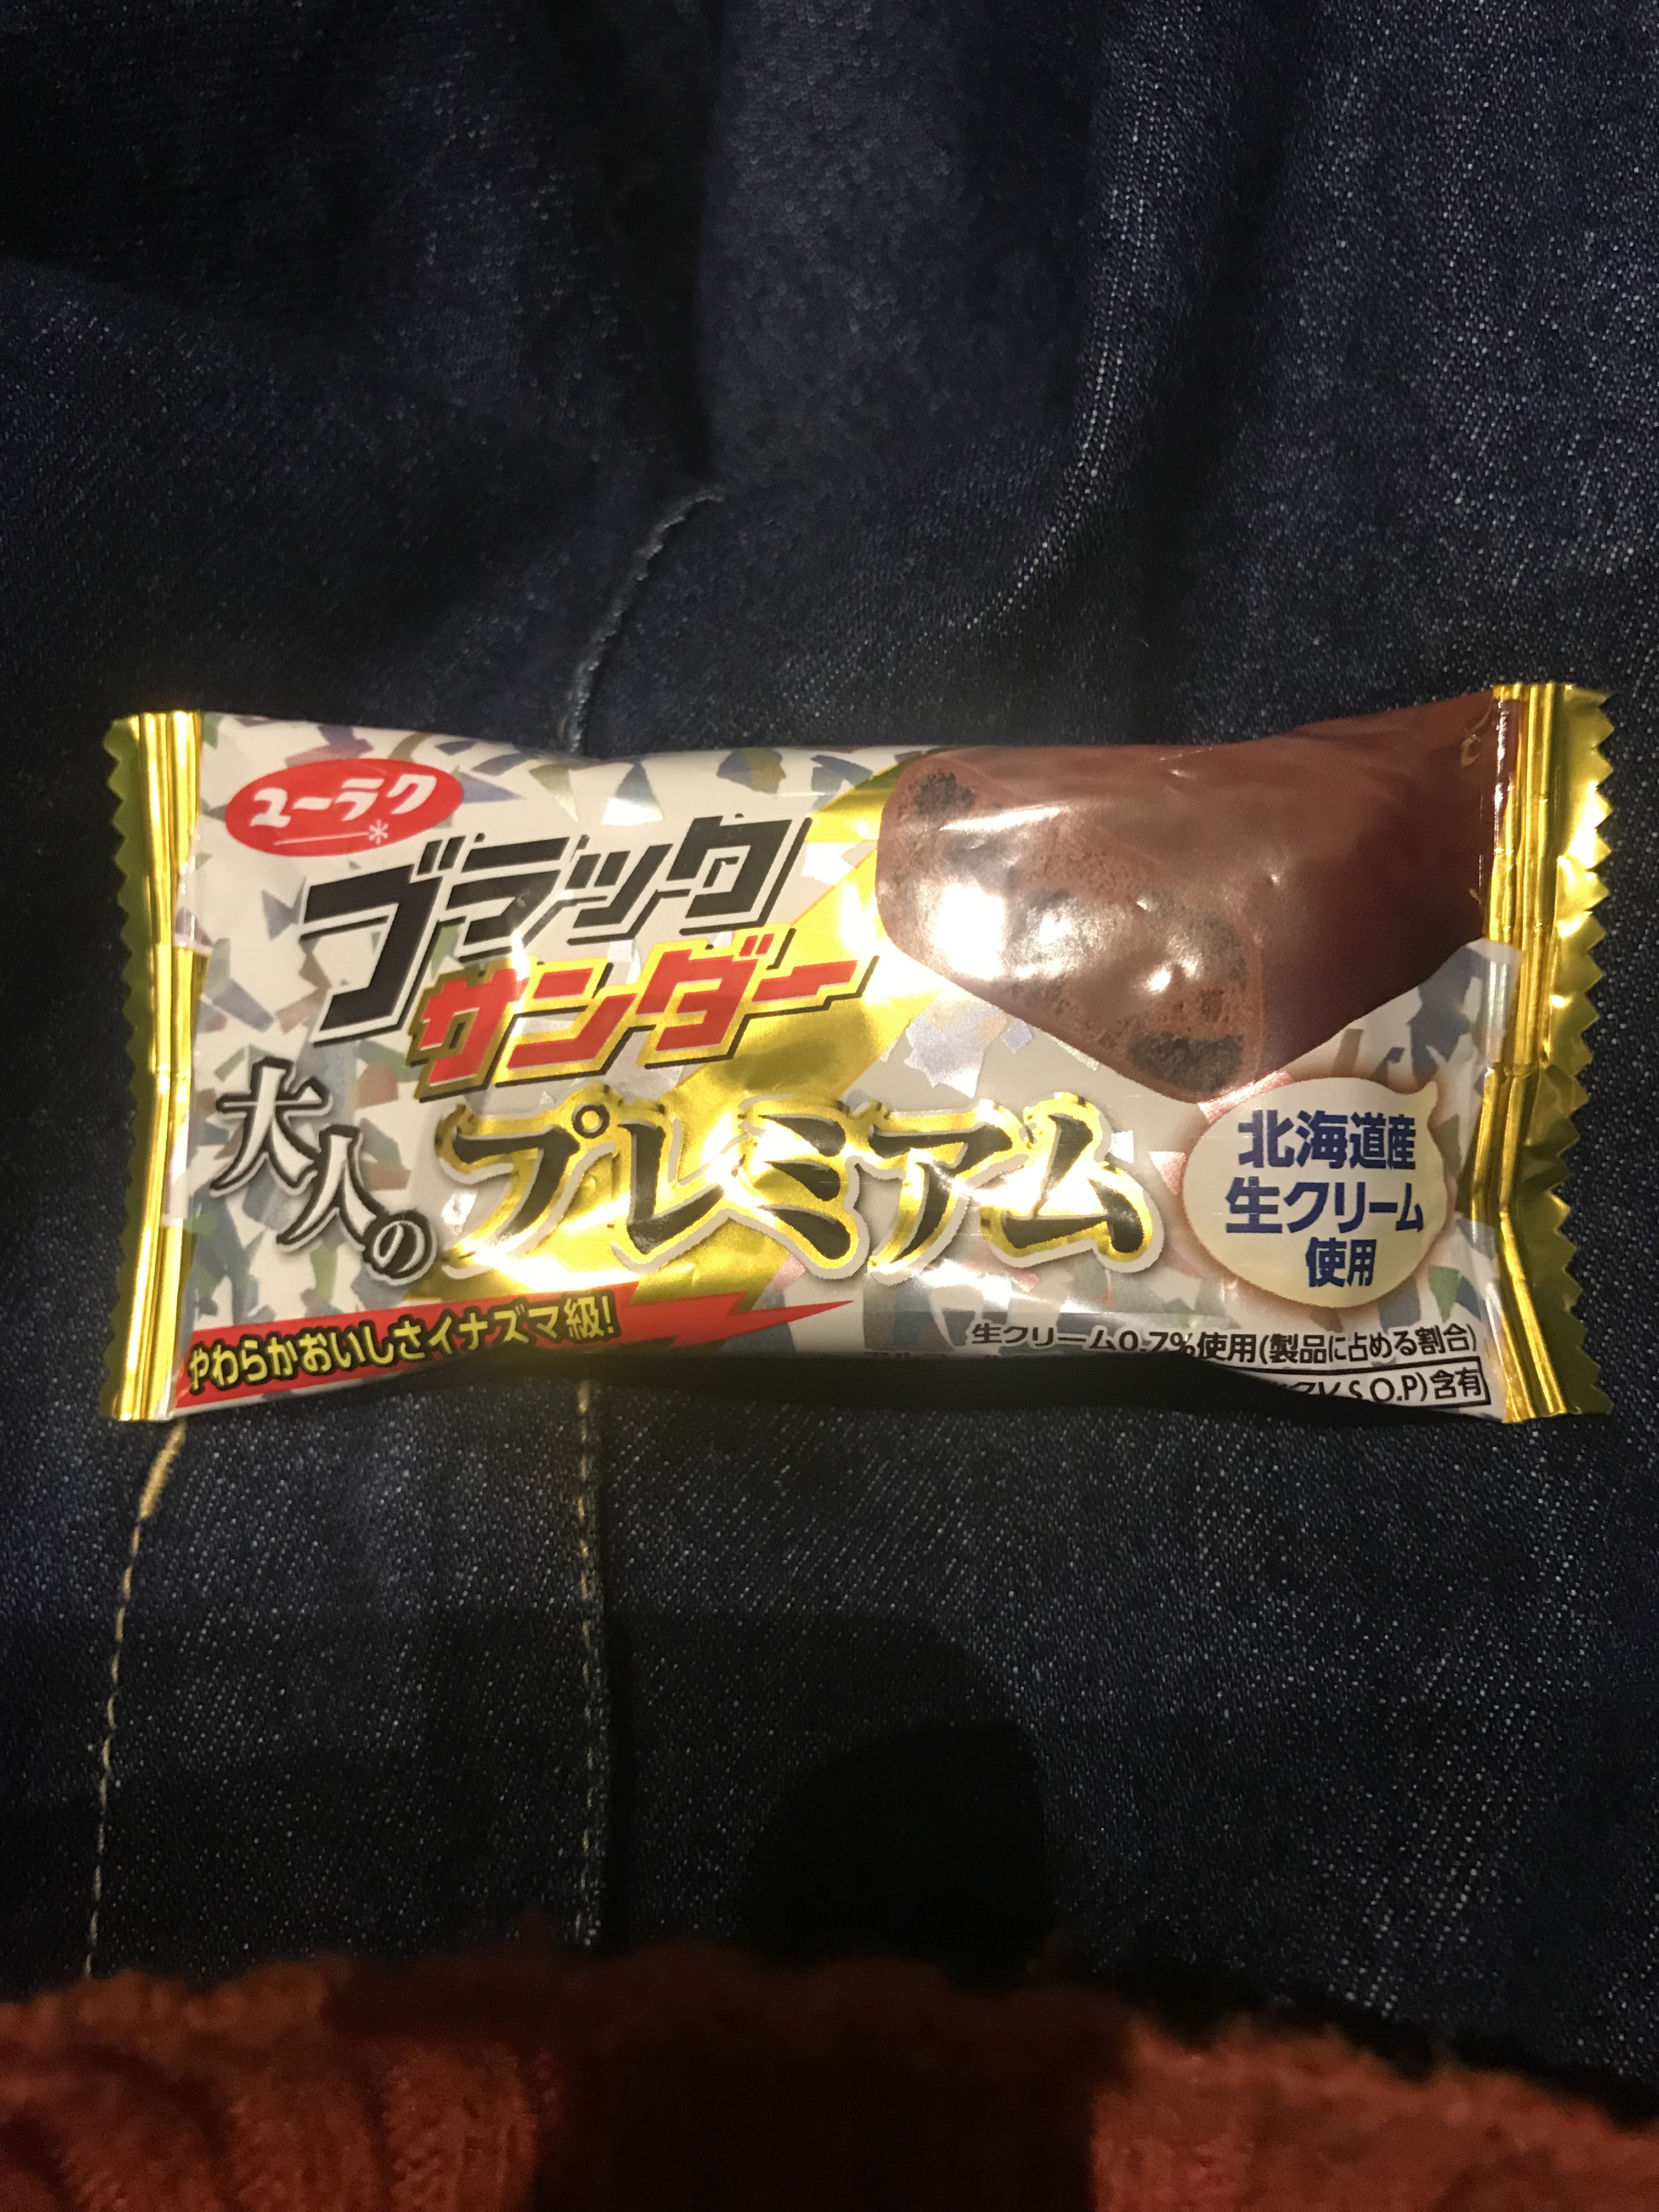 ユーラク
ブラック
サンダー
大人のプレミアム
北海道産
生クリーム
使用
やわらかおいしさイナズマ級!
生クリーム0.7%使用(製品に占める割合)
S.O.P)含有